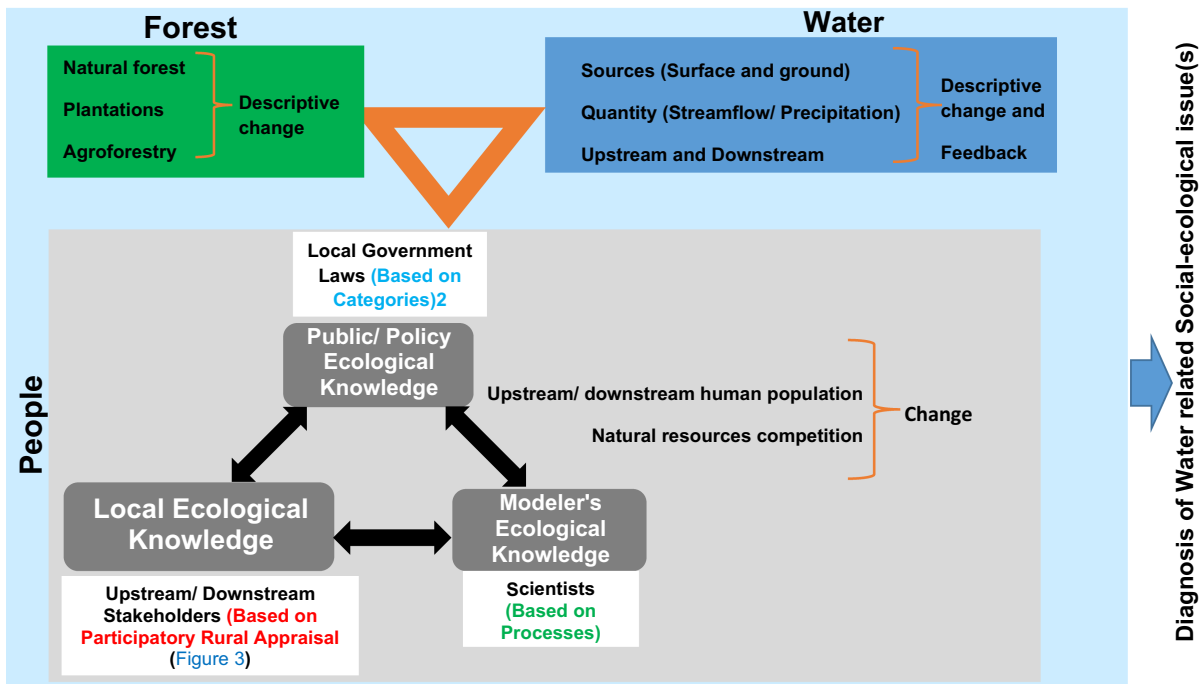 Forest
Natural forest
Plantations
Agroforestry
Descriptive
change
Water
Sources (Surface and ground)
Quantity (Streamflow/ Precipitation)
Upstream and Downstream
Descriptive
change and
Feedback
People
Local Government
Laws (Based on
Categories)2
Public/ Policy
Ecological
Knowledge
Upstream/ downstream human population
Natural resources competition
Change
Local Ecological
Knowledge
Modeler's
Ecological
Knowledge
Upstream/ Downstream
Stakeholders (Based on
Participatory Rural Appraisal
(Figure 3)
Scientists
(Based on
Processes)
Diagnosis of Water related Social-ecological issue(s)